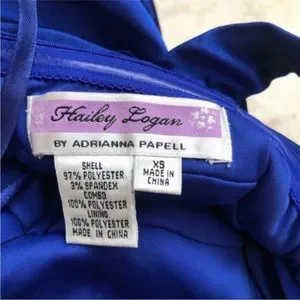 Hailey Logan
BY ADRIANNA PAPELL
SHELL
97% POLYESTER
3% SPANDEX
COMBO
100% POLYESTER
LINING
100% POLYESTER
MADE IN CHINA
XS
MADE IN
CHINA